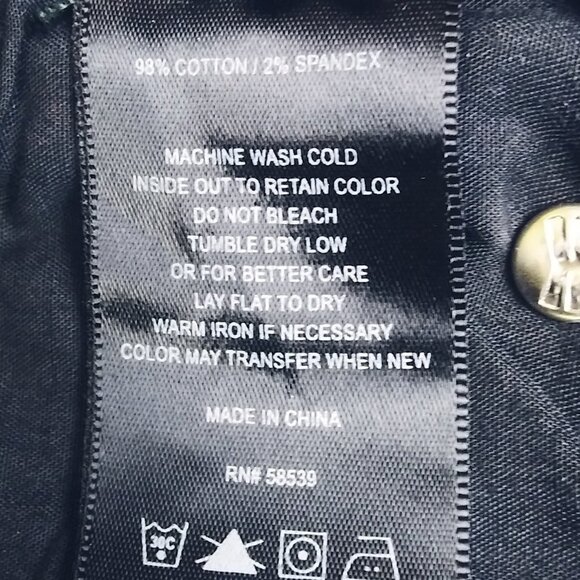 98% COTTON / 2% SPANDEX
MACHINE WASH COLD
INSIDE OUT TO RETAIN COLOR
DO NOT BLEACH
TUMBLE DRY LOW
OR FOR BETTER CARE
LAY FLAT TO DRY
WARM IRON IF NECESSARY
COLOR MAY TRANSFER WHEN NEW
MADE IN CHINA
RN# 58539
30C